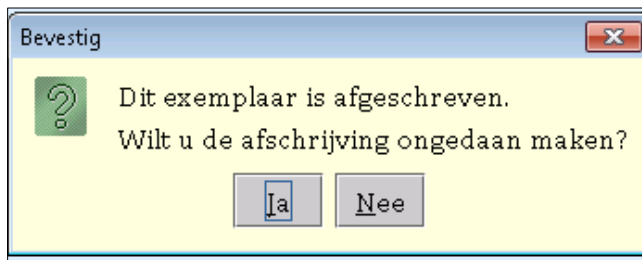 Bevestig
Dit exemplaar is afgeschreven.
Wilt u de afschrijving ongedaan maken?
Ja Nee